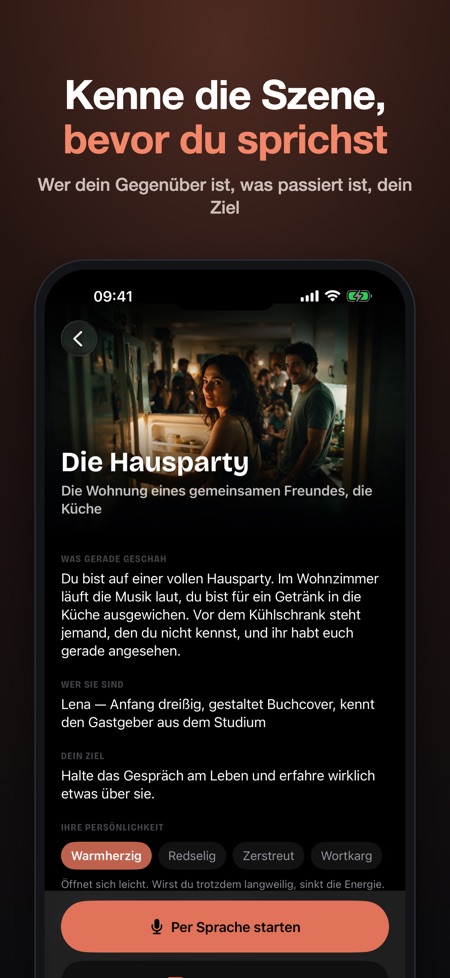 Kenne die Szene,
bevor du sprichst
Wer dein Gegenüber ist, was passiert ist, dein
Ziel
09:41
Die Hausparty
Die Wohnung eines gemeinsamen Freundes, die
Küche
WAS GERADE GESCHAH
Du bist auf einer vollen Hausparty. Im Wohnzimmer
läuft die Musik laut, du bist für ein Getränk in die
Küche ausgewichen. Vor dem Kühlschrank steht
jemand, den du nicht kennst, und ihr habt euch
gerade angesehen.
WER SIE SIND
Lena — Anfang dreißig, gestaltet Buchcover, kennt
den Gastgeber aus dem Studium
DEIN ZIEL
Halte das Gespräch am Leben und erfahre wirklich
etwas über sie.
IHRE PERSÖNLICHKEIT
Warmherzig Redselig Zerstreut Wortkarg
Öffnet sich leicht. Wirst du trotzdem langweilig, sinkt die Energie.
Per Sprache starten